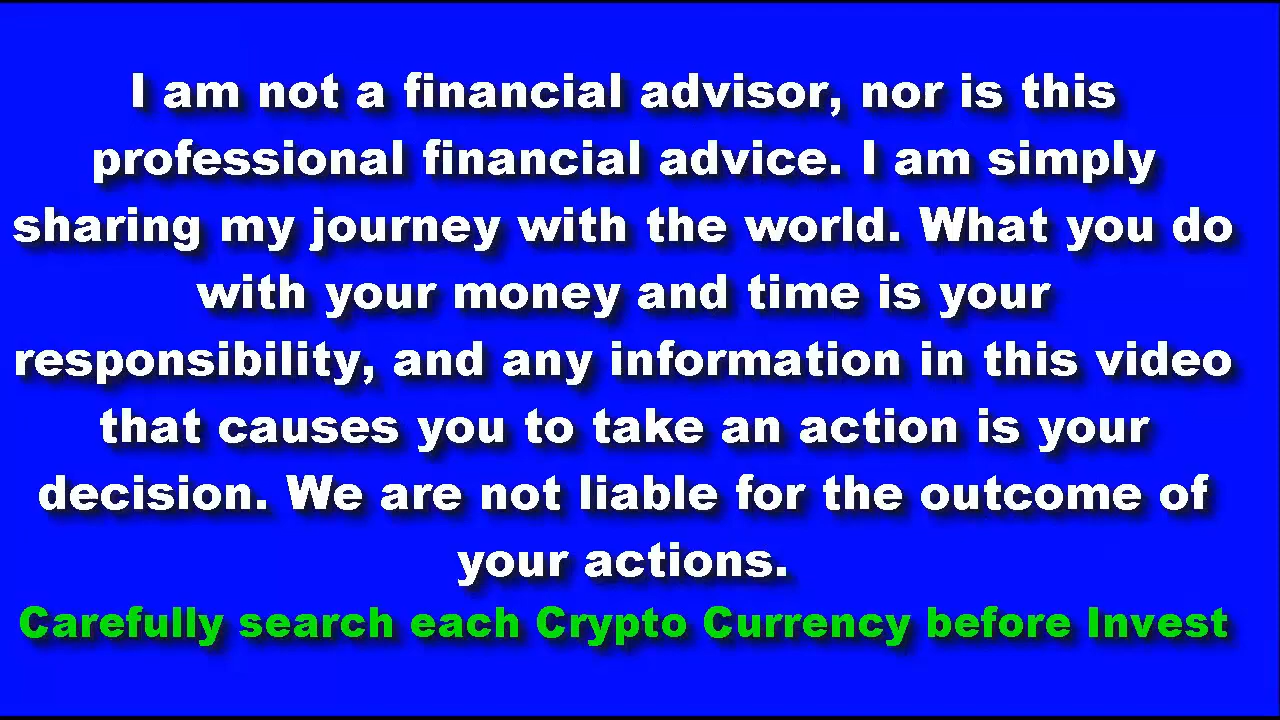 I am not a financial advisor, nor is this
professional financial advice. I am simply
sharing my journey with the world. What you do
with your money and time is your
responsibility, and any information in this video
that causes you to take an action is your
decision. We are not liable for the outcome of
your actions.
Carefully search each Crypto Currency before Invest